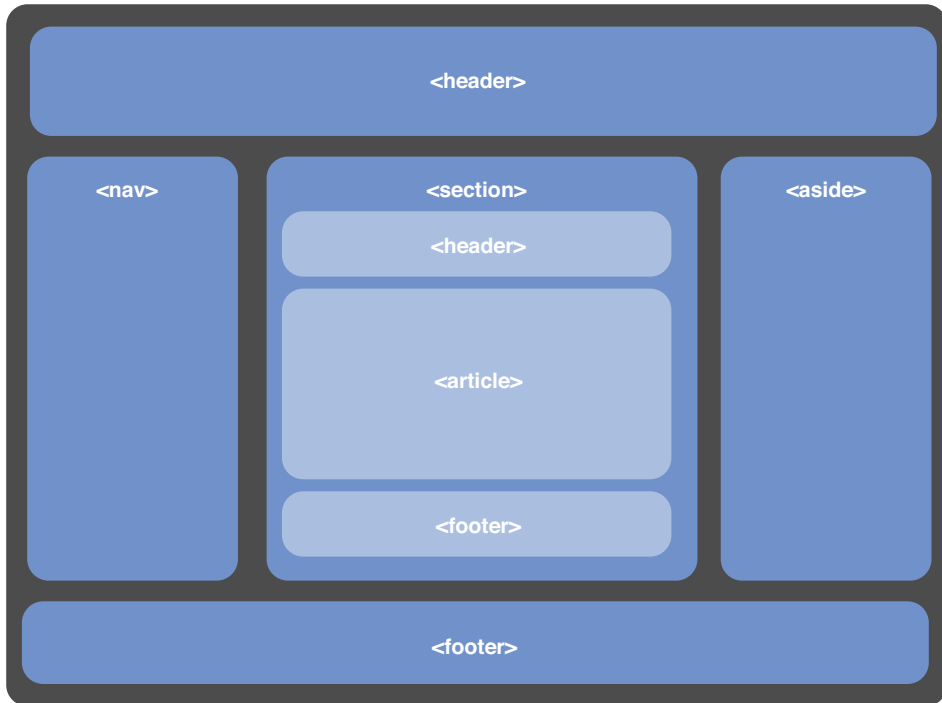 <header>
<nav>
<section>
<aside>
<header>
<article>
<footer>
<footer>